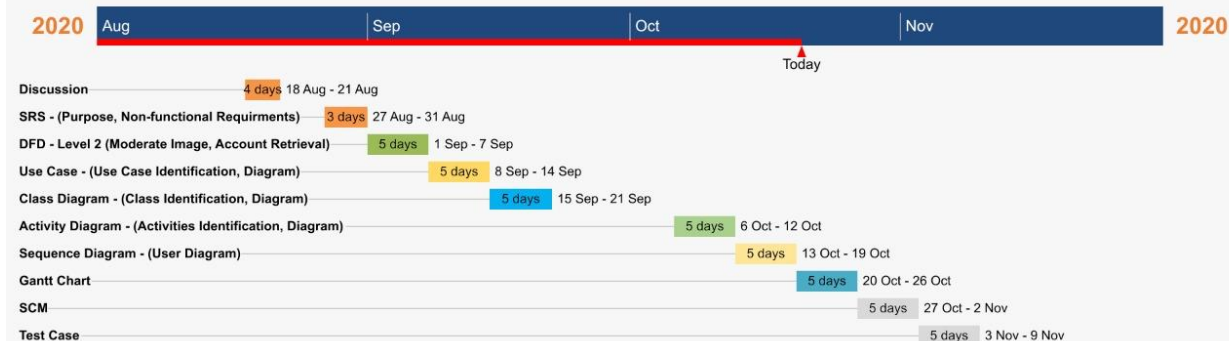 2020 Aug Sep Oct Nov 2020
Today
Discussion 4 days 18 Aug - 21 Aug
SRS - (Purpose, Non-functional Requirments) 3 days 27 Aug - 31 Aug
DFD - Level 2 (Moderate Image, Account Retrieval) 5 days 1 Sep - 7 Sep
Use Case - (Use Case Identification, Diagram) 5 days 8 Sep - 14 Sep
Class Diagram - (Class Identification, Diagram) 5 days 15 Sep - 21 Sep
Activity Diagram - (Activities Identification, Diagram) 5 days 6 Oct - 12 Oct
Sequence Diagram - (User Diagram) 5 days 13 Oct - 19 Oct
Gantt Chart 5 days 20 Oct - 26 Oct
SCM 5 days 27 Oct - 2 Nov
Test Case 5 days 3 Nov - 9 Nov